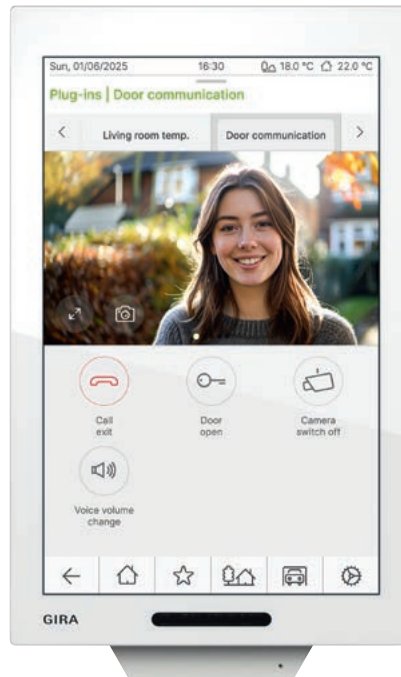 Sun, 01/06/2025 16:30 18.0 °C 22.0 °C
Plug-ins | Door communication
Living room temp. Door communication
Call
exit
Door
open
Camera
switch off
Voice volume
change
GIRA